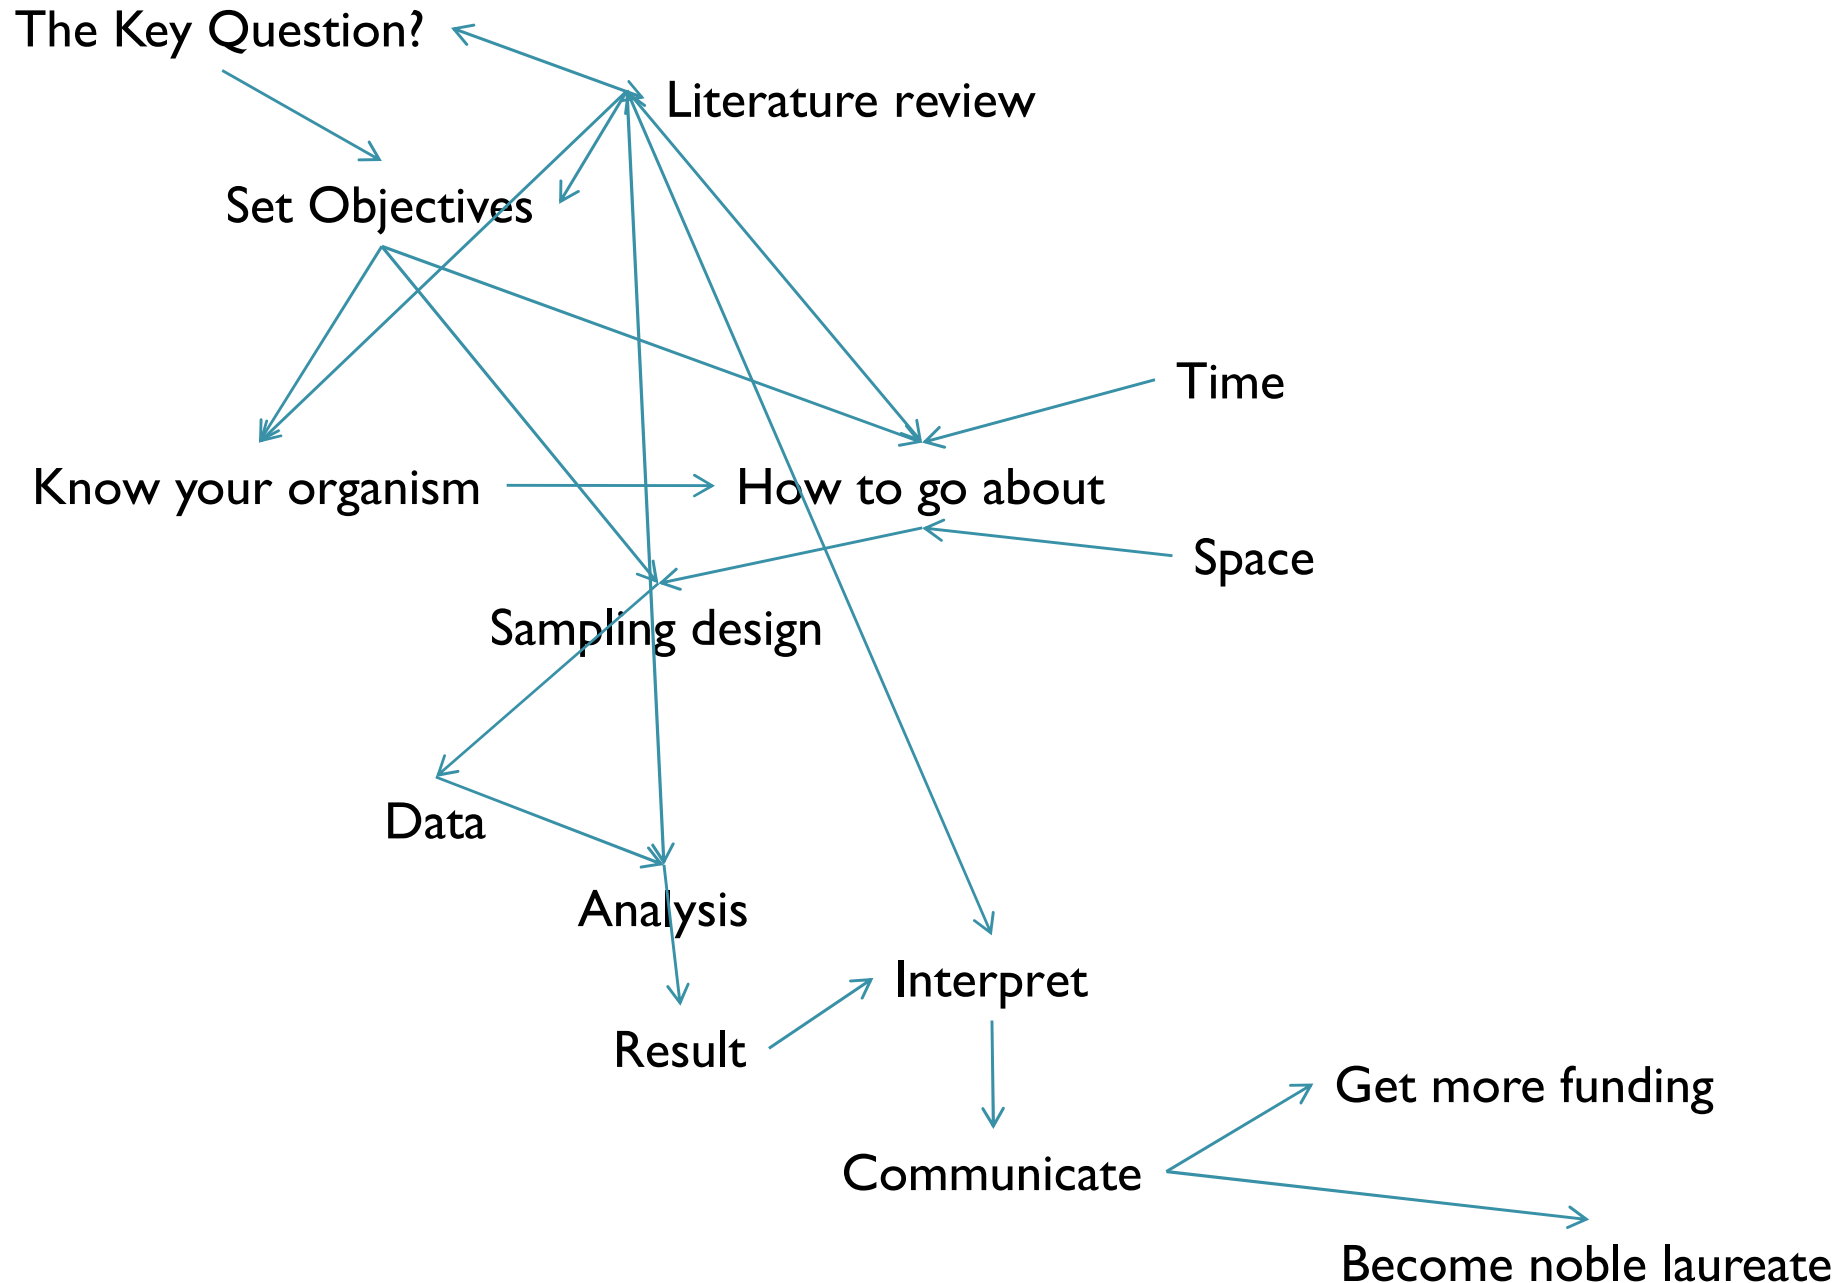 The Key Question?
Literature review
Set Objectives
Time
Know your organism
How to go about
Space
Sampling design
Data
Analysis
Interpret
Result
Get more funding
Communicate
Become noble laureate